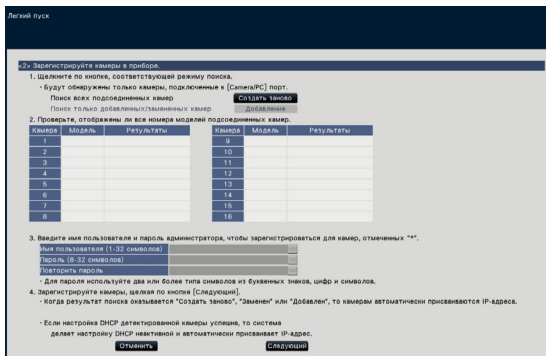 Легкий пуск
<2> Зарегистрируйте камеры в приборе.
1. Щелкните по кнопке, соответствующей режиму поиска.
・Будут обнаружены только камеры, подключенные к [Camera/PC] порт.
Поиск всех подсоединенных камер Создать заново
Поиск только добавленных/замененных камер Добавление
2. Проверьте, отображены ли все номера моделей подсоединенных камер.
Камера Модель Результаты Камера Модель Результаты
1 9
2 10
3 11
4 12
5 13
6 14
7 15
8 16
3. Введите имя пользователя и пароль администратора, чтобы зарегистрироваться для камер, отмеченных "*".
Имя пользователя (1-32 символов)
Пароль (8-32 символов)
Повторить пароль
・Для пароля используйте два или более типа символов из буквенных знаков, цифр и символов.
4. Зарегистрируйте камеры, щелкая по кнопке [Следующий].
・Когда результат поиска оказывается "Создать заново", "Заменен" или "Добавлен", то камерам автоматически присваиваются IP-адреса.
・Если настройка DHCP детектированной камеры успешна, то система
делает настройку DHCP неактивной и автоматически присваивает IP-адрес.
Отменить Следующий